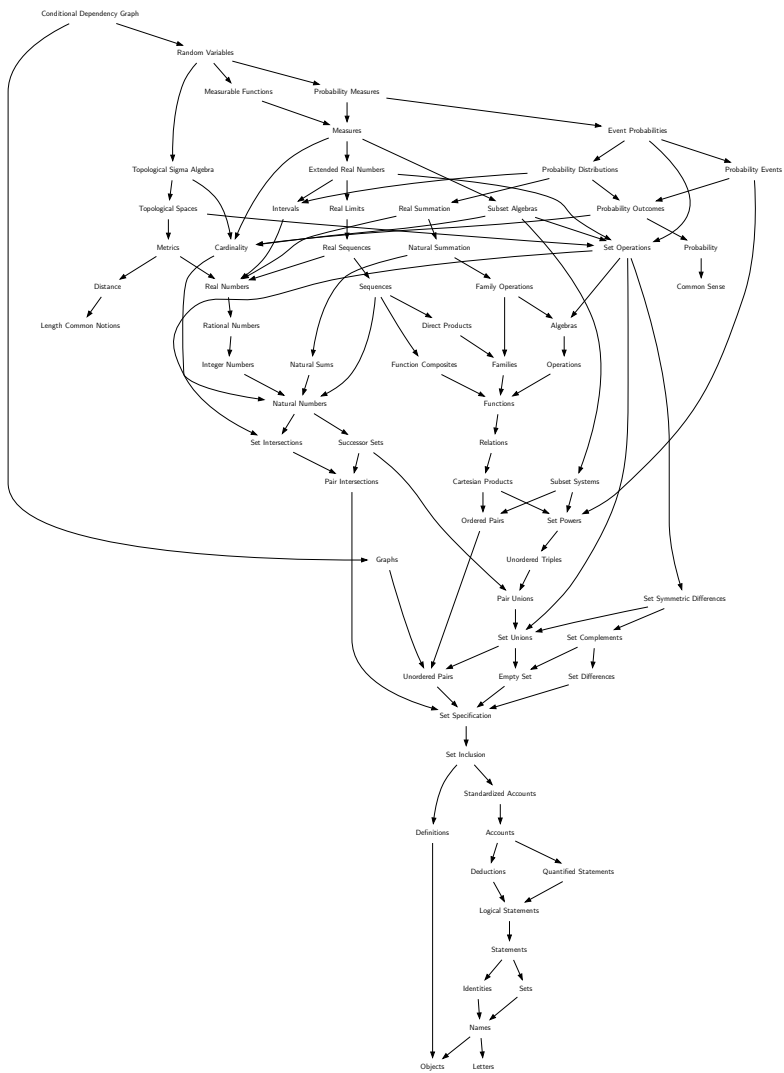 Conditional Dependency Graph
Random Variables
Measurable Functions
Probability Measures
Measures
Event Probabilities
Topological Sigma Algebra
Extended Real Numbers
Probability Distributions
Probability Events
Topological Spaces
Intervals
Real Limits
Real Summation
Subset Algebras
Probability Outcomes
Metrics
Cardinality
Real Sequences
Natural Summation
Set Operations
Probability
Distance
Real Numbers
Sequences
Family Operations
Common Sense
Length Common Notions
Rational Numbers
Direct Products
Algebras
Integer Numbers
Natural Sums
Function Composites
Families
Operations
Natural Numbers
Functions
Set Intersections
Successor Sets
Relations
Pair Intersections
Cartesian Products
Subset Systems
Ordered Pairs
Set Powers
Graphs
Unordered Triples
Pair Unions
Set Symmetric Differences
Set Unions
Set Complements
Unordered Pairs
Empty Set
Set Differences
Set Specification
Set Inclusion
Standardized Accounts
Definitions
Accounts
Deductions
Quantified Statements
Logical Statements
Statements
Identities
Sets
Names
Objects
Letters